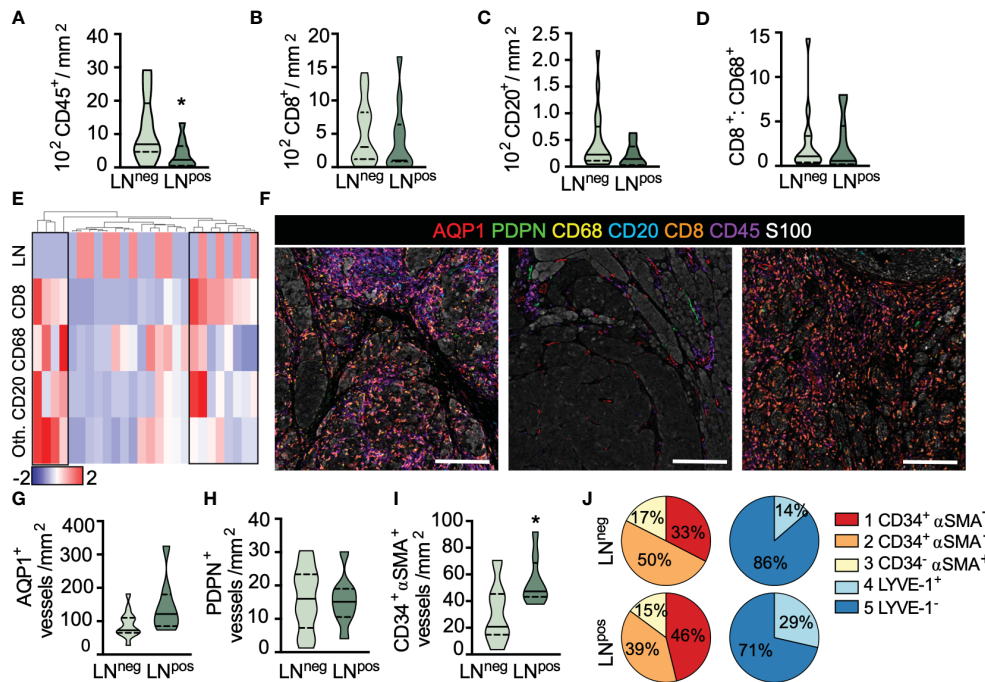 A
10² CD45⁺/ mm²
40
30
20
10
0
*
LNneg LNpos
B
10² CD8⁺/ mm²
20
15
10
5
0
LNneg LNpos
C
10² CD20⁺/ mm²
2.5
2.0
1.5
1.0
0.5
0
LNneg LNpos
D
CD8⁺: CD68⁺
15
10
5
0
LNneg LNpos
E
LN
CD8
CD68
CD20
Oth.
-2 2
F
AQP1 PDPN CD68 CD20 CD8 CD45 S100
G
AQP1⁺
vessels /mm²
400
300
200
100
0
LNneg LNpos
H
PDPN⁺
vessels /mm²
40
30
20
10
0
LNneg LNpos
I
CD34⁺ αSMA⁺
vessels/mm²
100
80
60
40
20
0
*
LNneg LNpos
J
LNneg
17% 33%
50%
14%
86%
LNpos
15% 46%
39%
29%
71%
1 CD34⁺ αSMA⁺
2 CD34⁺ αSMA⁻
3 CD34⁻ αSMA⁺
4 LYVE-1⁺
5 LYVE-1⁻